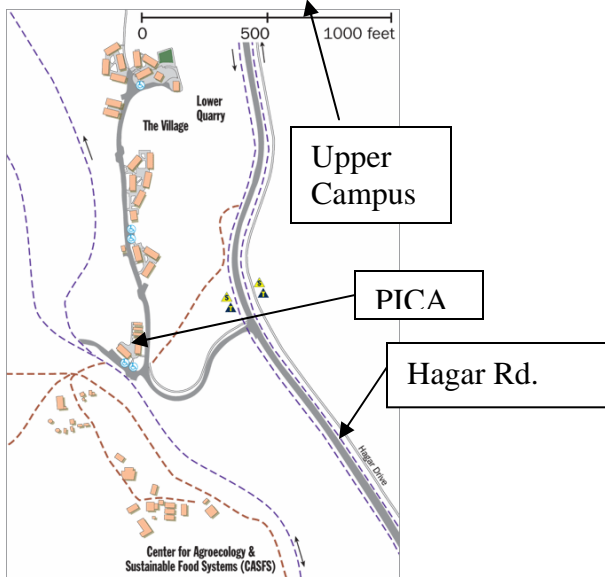 0 500 1000 feet
Lower
Quarry
The Village
Upper
Campus
S
T
S
T
PICA
Hagar Rd.
Hagar Drive
Center for Agroecology &
Sustainable Food Systems (CASFS)